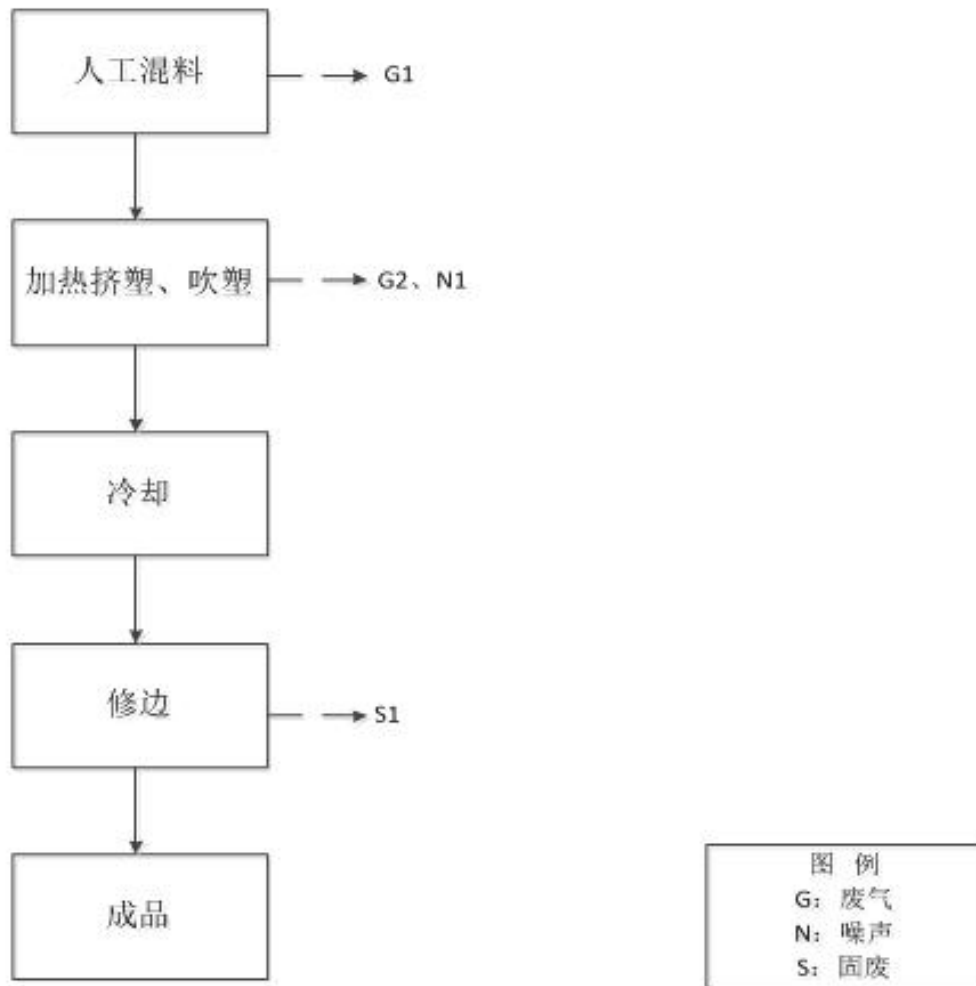 人工混料
G1
加热挤塑、吹塑
G2、N1
冷却
修边
S1
成品
图 例
G：废气
N：噪声
S：固废